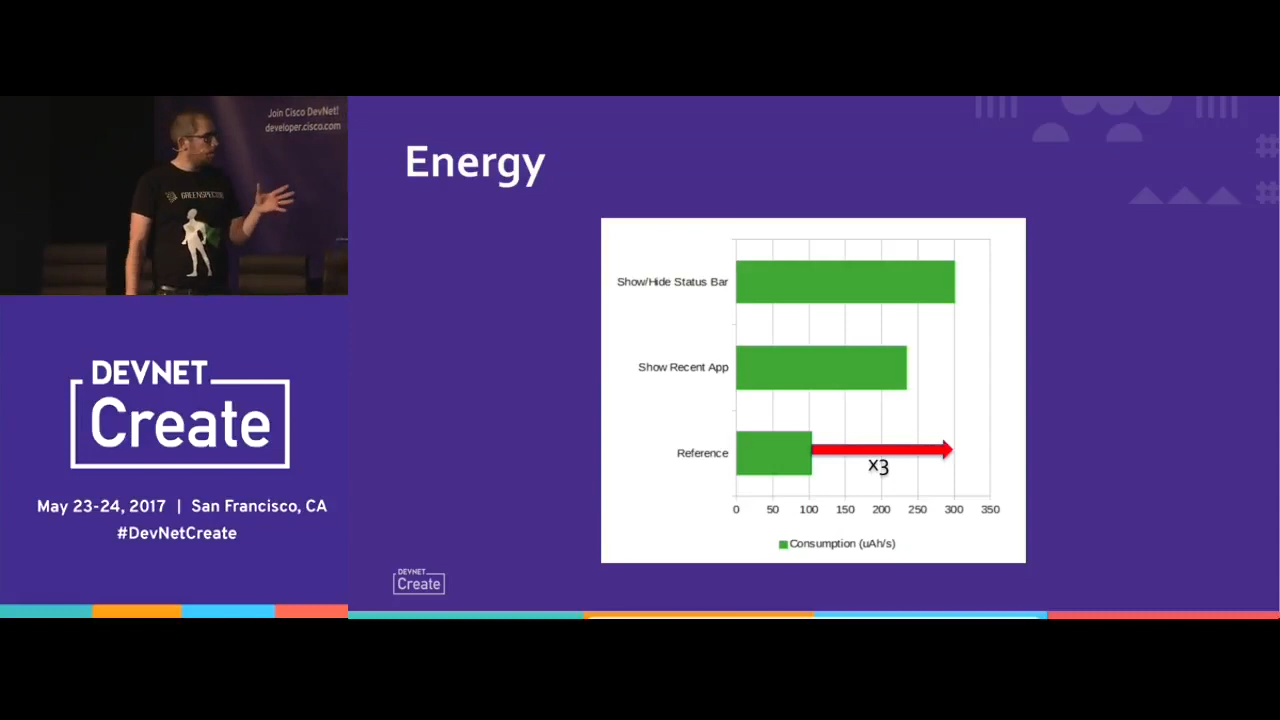 Join Cisco DevNet!
developer.cisco.com
GREENSPECTOR
DEVNET
Create
May 23-24, 2017 | San Francisco, CA
#DevNetCreate
Energy
Show/Hide Status Bar
Show Recent App
Reference
x3
0 50 100 150 200 250 300 350
Consumption (uAh/s)
DEVNET
Create